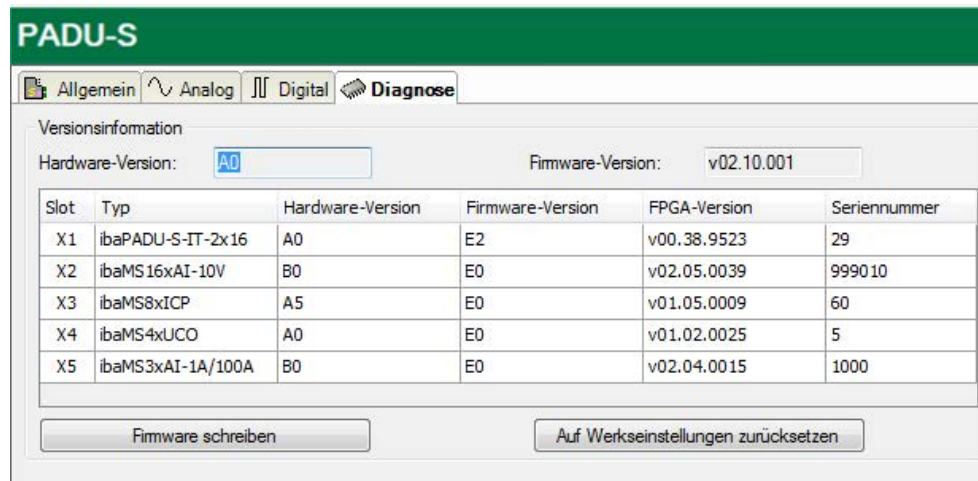 PADU-S
Allgemein Analog Digital Diagnose
Versionsinformation
Hardware-Version: A0 Firmware-Version: v02.10.001
Slot Typ Hardware-Version Firmware-Version FPGA-Version Seriennummer
X1 ibaPADU-S-IT-2x16 A0 E2 v00.38.9523 29
X2 ibaMS16xAI-10V B0 E0 v02.05.0039 999010
X3 ibaMS8xICP A5 E0 v01.05.0009 60
X4 ibaMS4xUCO A0 E0 v01.02.0025 5
X5 ibaMS3xAI-1A/100A B0 E0 v02.04.0015 1000
Firmware schreiben Auf Werkseinstellungen zurücksetzen